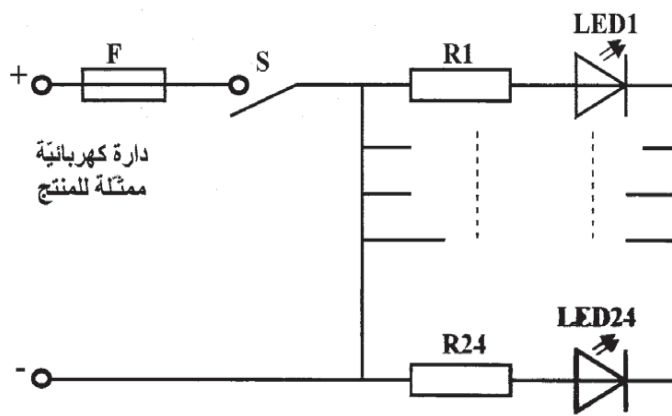 LED1
F
S
R1
+
دارة كهربائيّة
ممثّلة للمنتج
LED24
R24
-